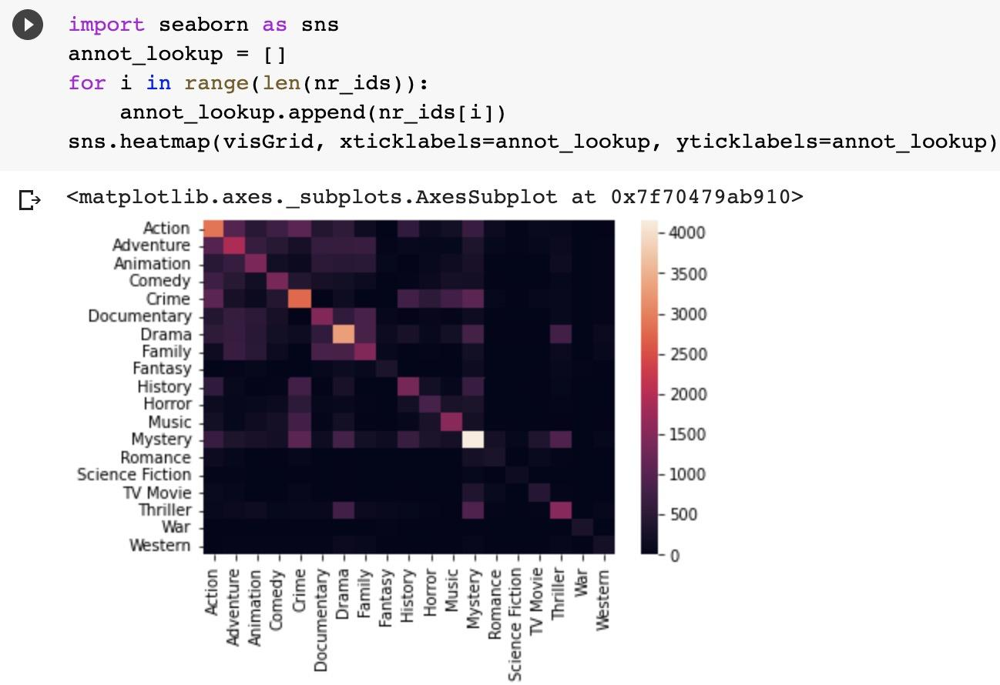 import seaborn as sns
annot_lookup = []
for i in range(len(nr_ids)):
    annot_lookup.append(nr_ids[i])
sns.heatmap(visGrid, xticklabels=annot_lookup, yticklabels=annot_lookup)
<matplotlib.axes._subplots.AxesSubplot at 0x7f70479ab910>
Action
Adventure
Animation
Comedy
Crime
Documentary
Drama
Family
Fantasy
History
Horror
Music
Mystery
Romance
Science Fiction
TV Movie
Thriller
War
Western
4000
3500
3000
2500
2000
1500
1000
500
0
Action
Adventure
Animation
Comedy
Crime
Documentary
Drama
Family
Fantasy
History
Horror
Music
Mystery
Romance
Science Fiction
TV Movie
Thriller
War
Western